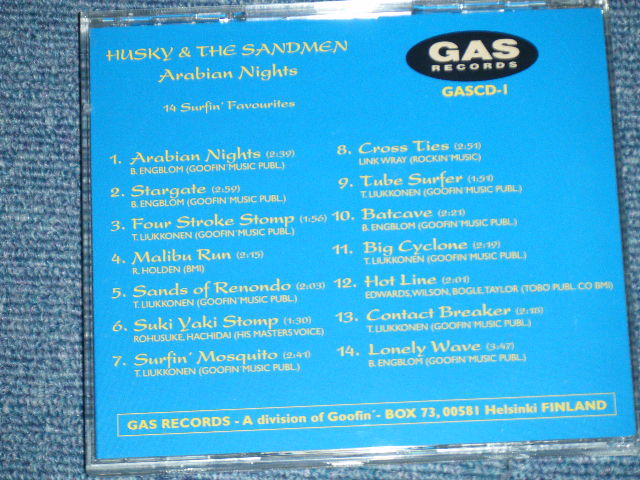 HUSKY & THE SANDMEN
Arabian Nights
14 Surfin' Favourites
GAS
RECORDS
GASCD-1
1. Arabian Nights (2:39)
B. ENGBLOM (GOOFIN' MUSIC PUBL.)
2. Stargate (2:59)
B. ENGBLOM (GOOFIN' MUSIC PUBL.)
3. Four Stroke Stomp (1:56)
T. LIUKKONEN (GOOFIN' MUSIC PUBL.)
4. Malibu Run (2:15)
R. HOLDEN (BMI)
5. Sands of Renondo (2:03)
T. LIUKKONEN (GOOFIN' MUSIC PUBL.)
6. Suki Yaki Stomp (1:30)
ROHUSUKE, HACHIDAI (HIS MASTERS VOICE)
7. Surfin' Mosquito (2:41)
T. LIUKKONEN (GOOFIN' MUSIC PUBL.)
8. Cross Ties (2:51)
LINK WRAY (ROCKIN' MUSIC)
9. Tube Surfer (1:51)
T. LIUKKONEN (GOOFIN' MUSIC PUBL.)
10. Batcave (2:21)
B. ENGBLOM (GOOFIN' MUSIC PUBL.)
11. Big Cyclone (2:19)
T. LIUKKONEN (GOOFIN' MUSIC PUBL.)
12. Hot Line (2:01)
EDWARDS, WILSON, BOGLE, TAYLOR (TOBO PUBL. CO BMI)
13. Contact Breaker (2:18)
T. LIUKKONEN (GOOFIN' MUSIC PUBL.)
14. Lonely Wave (3:47)
B. ENGBLOM (GOOFIN' MUSIC PUBL.)
GAS RECORDS - A division of Goofin' - BOX 73, 00581 Helsinki FINLAND